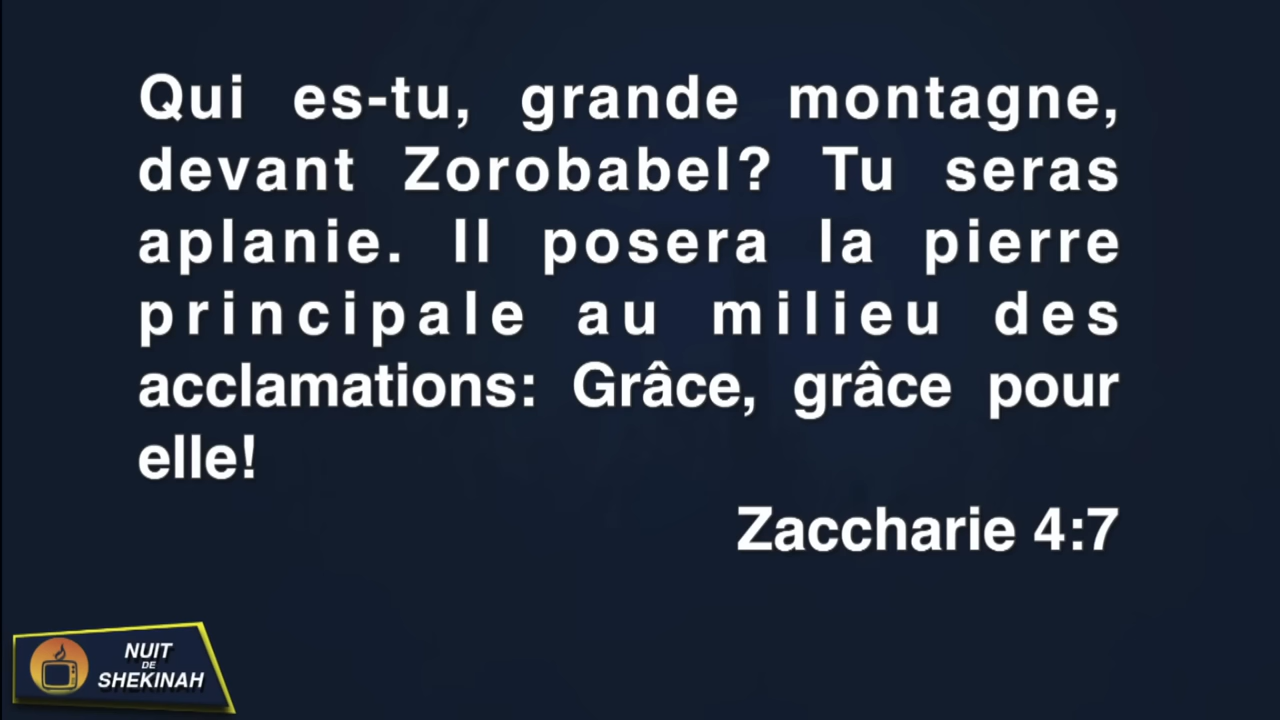 Qui es-tu, grande montagne,
devant Zorobabel? Tu seras
aplanie. Il posera la pierre
principale au milieu des
acclamations: Grâce, grâce pour
elle!
Zaccharie 4:7
NUIT
DE
SHEKINAH